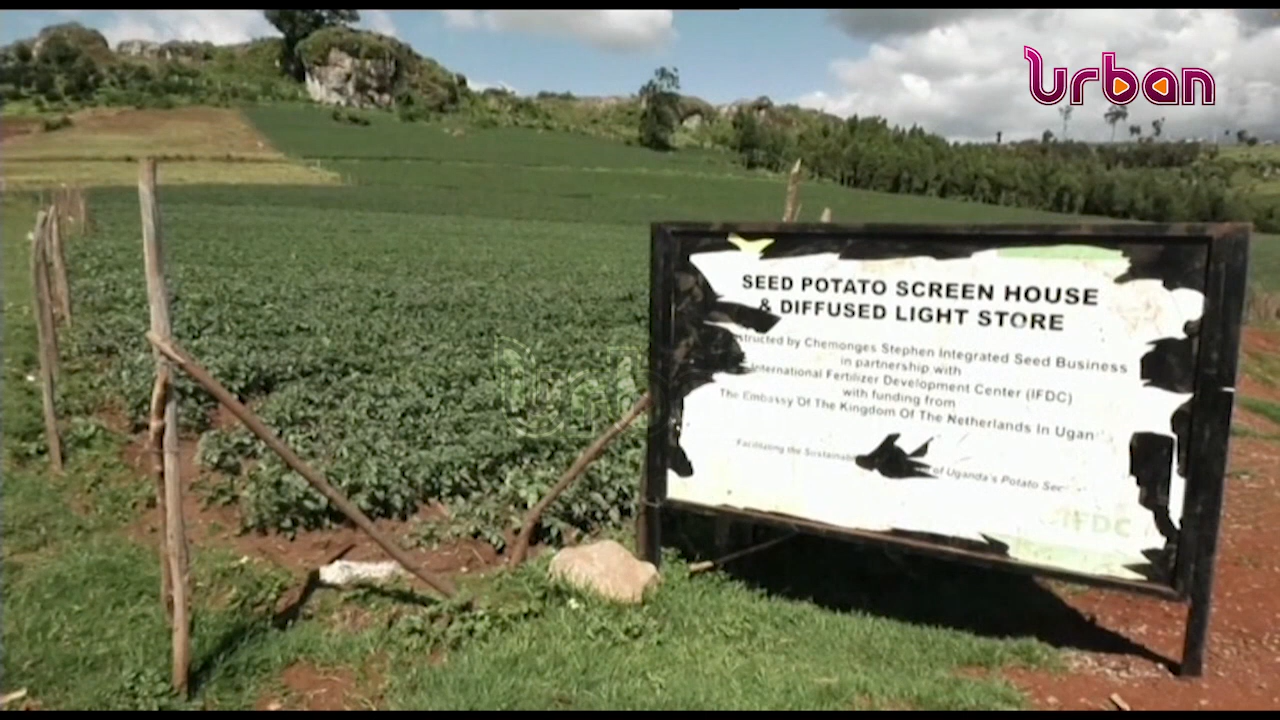 Urban
SEED POTATO SCREEN HOUSE
& DIFFUSED LIGHT STORE
structed by Chemonges Stephen Integrated Seed Business
in partnership with
International Fertilizer Development Center (IFDC)
with funding from
The Embassy Of The Kingdom Of The Netherlands In Ugan
Facilitating the Sustainab of Uganda's Potato Sec
IFDC